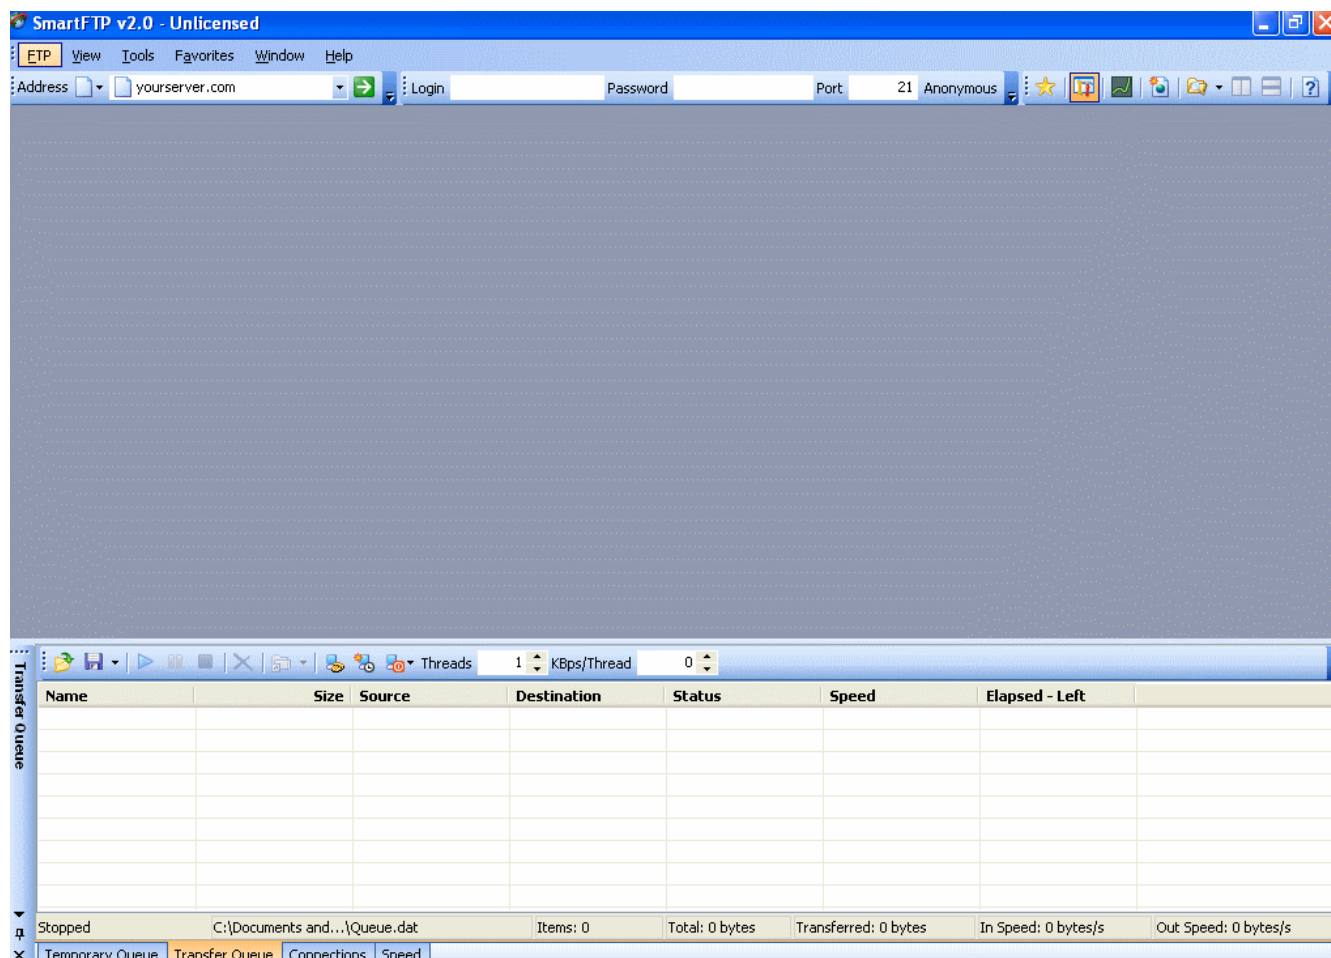 SmartFTP v2.0 - Unlicensed
FTP View Tools Favorites Window Help
Address yourserver.com Login Password Port 21 Anonymous
Threads 1 KBps/Thread 0
Transfer Queue
Name Size Source Destination Status Speed Elapsed - Left
Stopped C:\Documents and...\Queue.dat Items: 0 Total: 0 bytes Transferred: 0 bytes In Speed: 0 bytes/s Out Speed: 0 bytes/s
Temporary Queue Transfer Queue Connections Speed